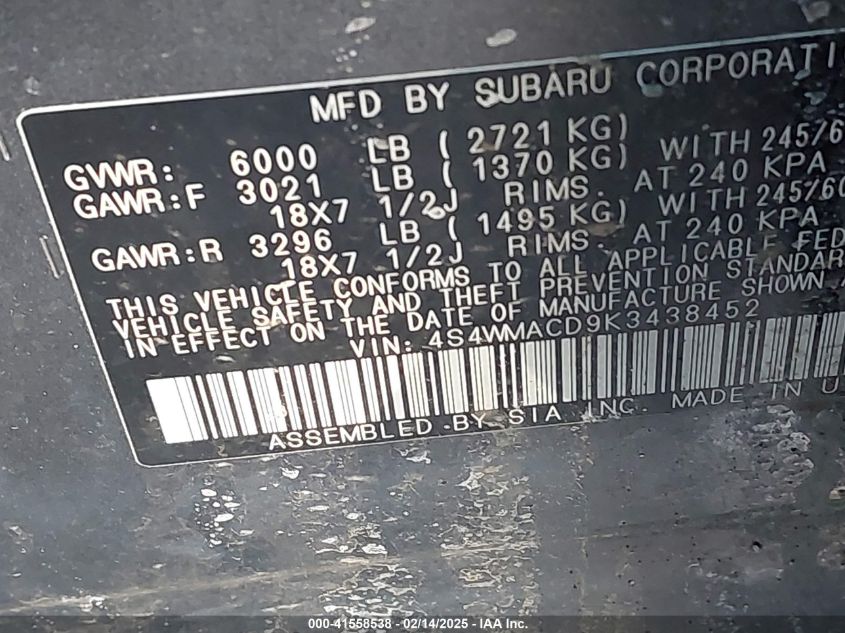 MFD BY SUBARU CORPORATI
GVWR: 6000 LB ( 2721 KG)
GAWR:F 3021 LB ( 1370 KG) WITH 245/6
18X7 1/2J RIMS. AT 240 KPA
GAWR:R 3296 LB ( 1495 KG) WITH 245/60
18X7 1/2J RIMS. AT 240 KPA
THIS VEHICLE CONFORMS TO ALL APPLICABLE FED
VEHICLE SAFETY AND THEFT PREVENTION STANDAR
IN EFFECT ON THE DATE OF MANUFACTURE SHOWN A
VIN: 4S4WMACD9K3438452
ASSEMBLED BY SIA INC. MADE IN U.
000-41558538 - 02/14/2025 - IAA Inc.